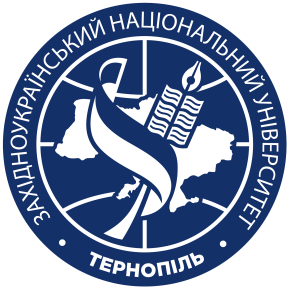 ЗАХІДНОУКРАЇНСЬКИЙ НАЦІОНАЛЬНИЙ УНІВЕРСИТЕТ
• ТЕРНОПІЛЬ •